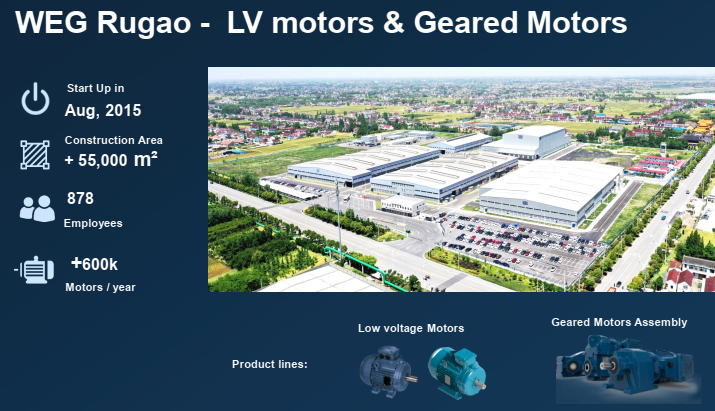 WEG Rugao - LV motors & Geared Motors
Start Up in
Aug, 2015
Construction Area
+ 55,000 m²
878
Employees
+600k
Motors / year
Low voltage Motors
Geared Motors Assembly
Product lines: